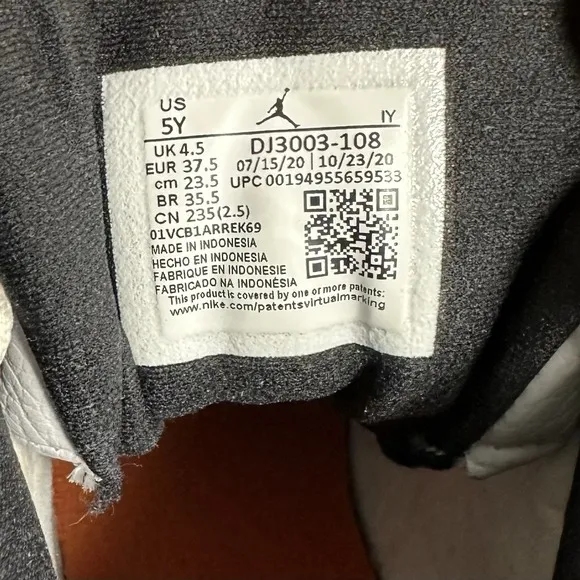 US
5Y
IY
UK 4.5
EUR 37.5
cm 23.5
BR 35.5
CN 235(2.5)
DJ3003-108
07/15/20 | 10/23/20
UPC 00194955659533
01VCB1ARREK69
MADE IN INDONESIA
HECHO EN INDONESIA
FABRIQUE EN INDONESIE
FABRICADO NA INDONÉSIA
This product is covered by one or more patents:
www.nike.com/patentsvirtualmarking